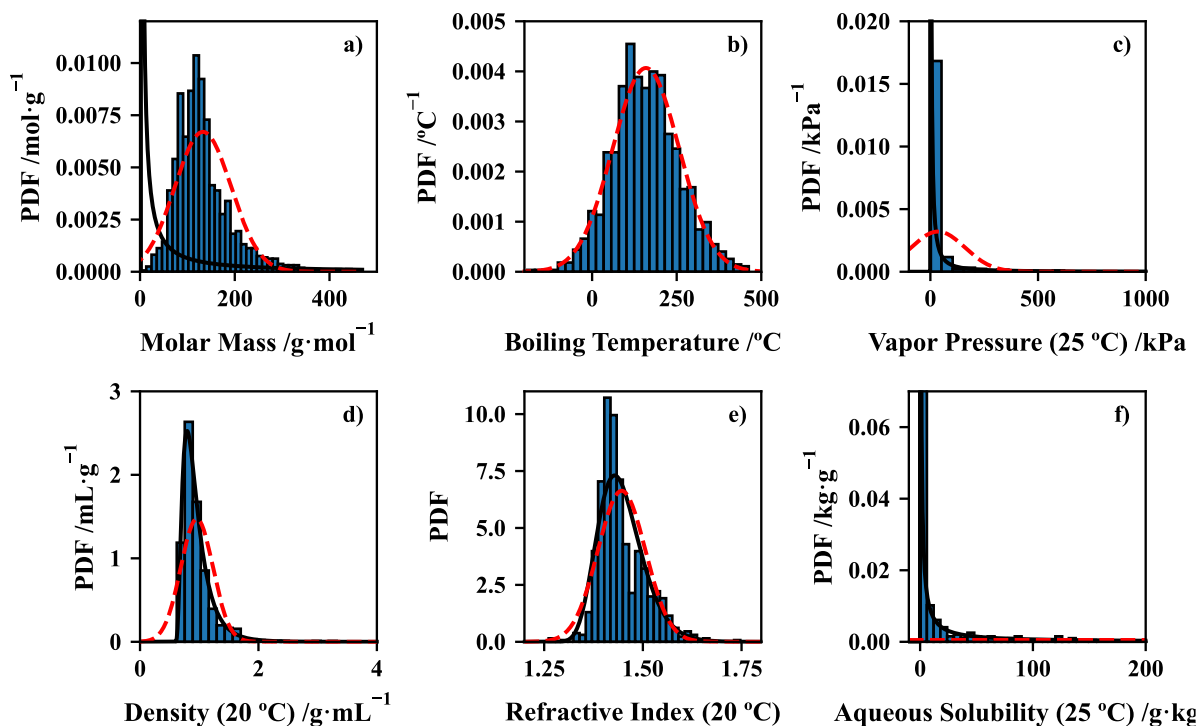 a)
PDF /mol·g⁻¹
0.0100
0.0075
0.0050
0.0025
0.0000
0
200
400
Molar Mass /g·mol⁻¹
b)
PDF /ºC⁻¹
0.005
0.004
0.003
0.002
0.001
0.000
0
250
500
Boiling Temperature /ºC
c)
PDF /kPa⁻¹
0.020
0.015
0.010
0.005
0.000
0
500
1000
Vapor Pressure (25 ºC) /kPa
d)
PDF /mL·g⁻¹
3
2
1
0
0
2
4
Density (20 ºC) /g·mL⁻¹
e)
PDF
10.0
7.5
5.0
2.5
0.0
1.25
1.50
1.75
Refractive Index (20 ºC)
f)
PDF /kg·g⁻¹
0.06
0.04
0.02
0.00
0
100
200
Aqueous Solubility (25 ºC) /g·kg